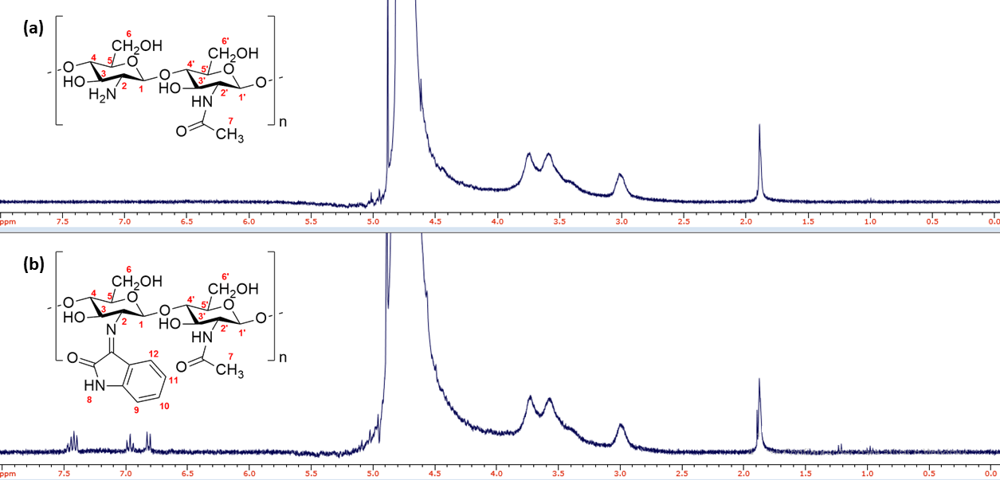 (a)
6
CH2OH
6'
CH2OH
4
5
O
4'
5'
O
O
HO
3
2
1
O
HO
3'
2'
1'
O
H2N
HN
O
7
CH3
n
ppm 7.5 7.0 6.5 6.0 5.5 5.0 4.5 4.0 3.5 3.0 2.5 2.0 1.5 1.0 0.5 0.0
(b)
6
CH2OH
6'
CH2OH
4
5
O
4'
5'
O
O
HO
3
2
1
O
HO
3'
2'
1'
O
N
HN
O
12
O
7
CH3
n
11
HN
8
9
10
ppm 7.5 7.0 6.5 6.0 5.5 5.0 4.5 4.0 3.5 3.0 2.5 2.0 1.5 1.0 0.5 0.0